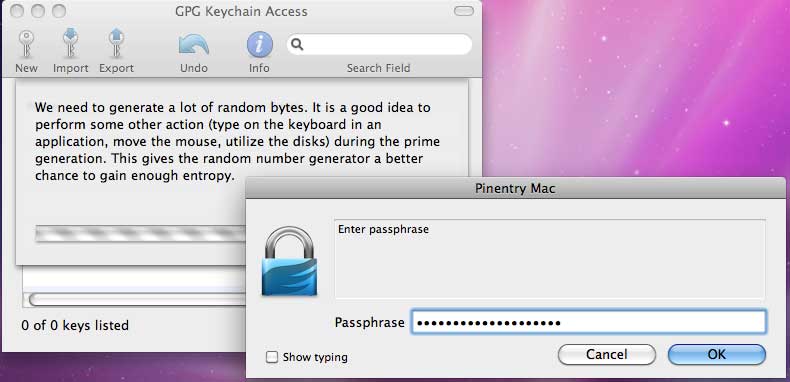 GPG Keychain Access
New Import Export Undo Info Search Field
We need to generate a lot of random bytes. It is a good idea to
perform some other action (type on the keyboard in an
application, move the mouse, utilize the disks) during the prime
generation. This gives the random number generator a better
chance to gain enough entropy.
0 of 0 keys listed
Pinentry Mac
Enter passphrase
Passphrase •••••••••••••••••••••
Show typing
Cancel OK